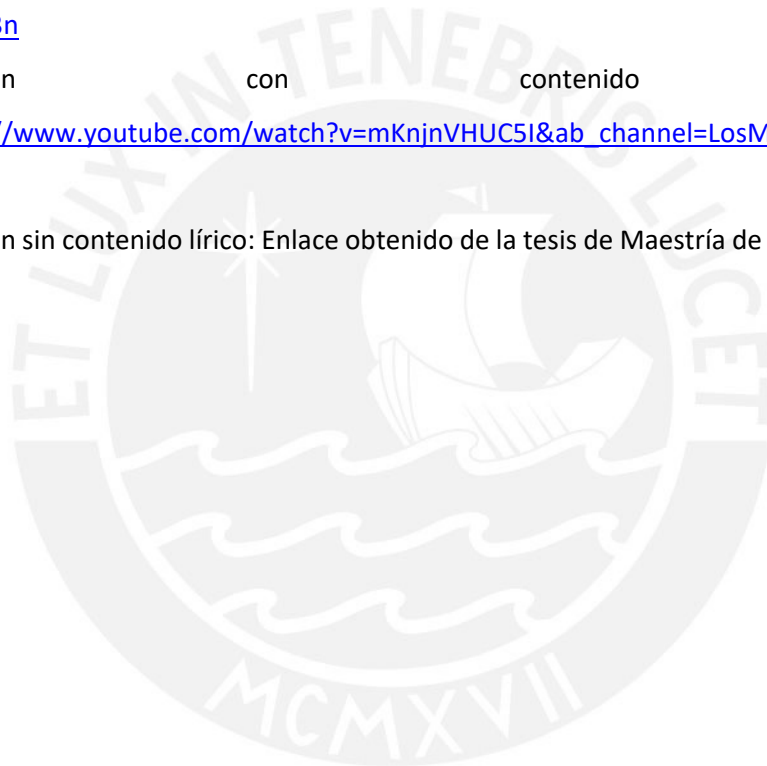 3n
n con contenido
//www.youtube.com/watch?v=mKnjnVHUC5I&ab_channel=LosM
n sin contenido lírico: Enlace obtenido de la tesis de Maestría de
ET LUX IN TENEBRIS LUCET
MCMXVII